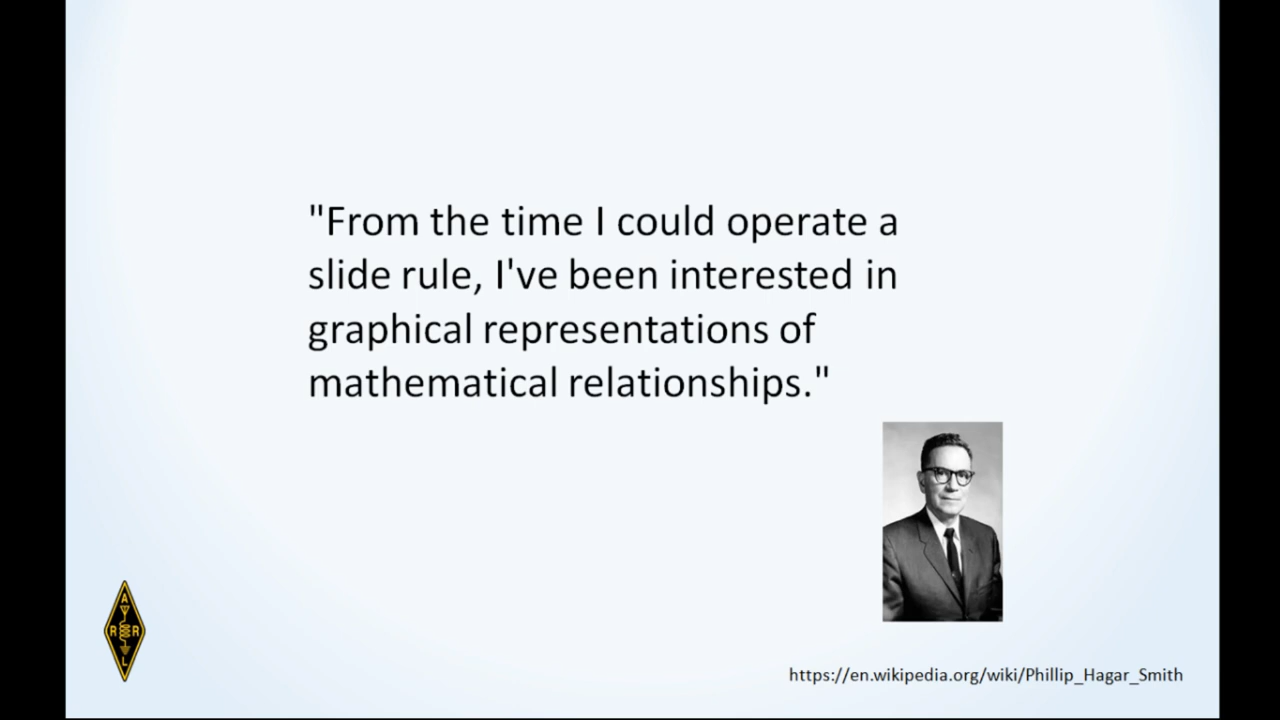 "From the time I could operate a
slide rule, I've been interested in
graphical representations of
mathematical relationships."
A
R R
L
https://en.wikipedia.org/wiki/Phillip_Hagar_Smith